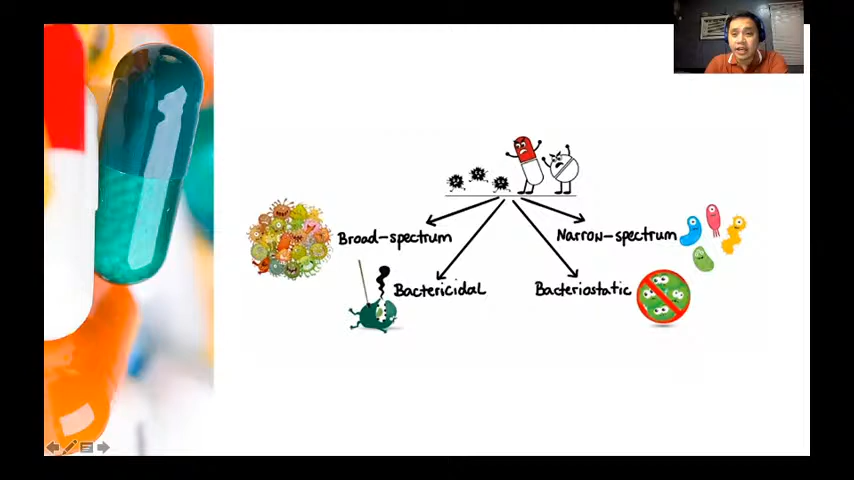 Broad-spectrum
Narrow-spectrum
Bactericidal
Bacteriostatic